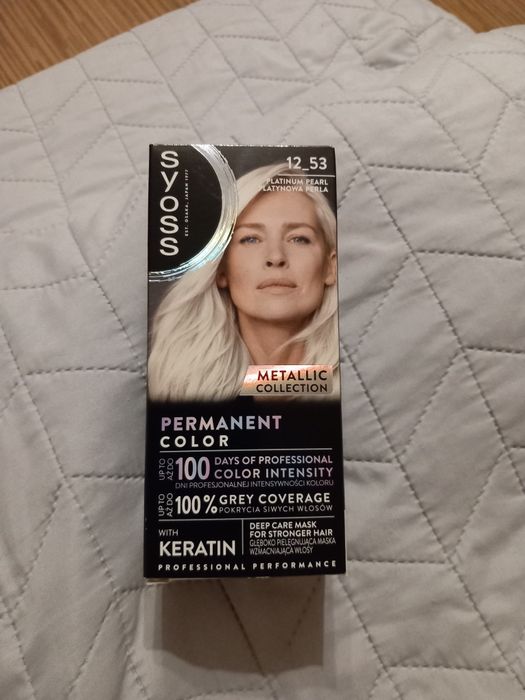 syoss
EST. OSAKA, JAPAN 1977
12_53
PLATINUM PEARL
PLATYNOWA PERŁA
METALLIC
COLLECTION
PERMANENT
COLOR
UP TO
AŻ DO
100
DAYS OF PROFESSIONAL
COLOR INTENSITY
DNI PROFESJONALNEJ INTENSYWNOŚCI KOLORU
UP TO
AŻ DO
100%
GREY COVERAGE
POKRYCIA SIWYCH WŁOSÓW
WITH
KERATIN
DEEP CARE MASK
FOR STRONGER HAIR
GŁĘBOKO PIELĘGNUJĄCA MASKA
WZMACNIAJĄCA WŁOSY
PROFESSIONAL PERFORMANCE